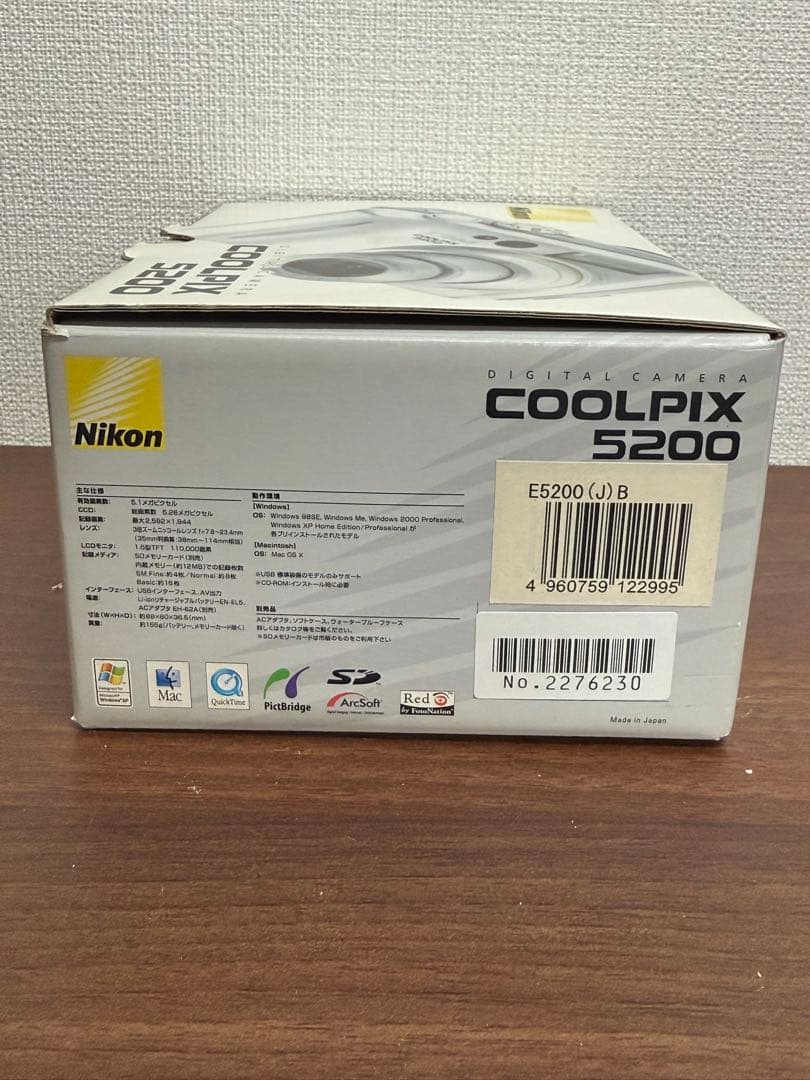 Nikon
COOLPIX
5200
DIGITAL CAMERA
COOLPIX
Nikon
DIGITAL CAMERA
COOLPIX
5200
主な仕様
有効画素数: 5.1メガピクセル
CCD: 総画素数 5.26メガピクセル
記録画素: 最大2,592×1,944
レンズ: 3倍ズームニッコールレンズ f=7.8~23.4mm
(35mm判換算:38mm~114mm相当)
LCDモニタ: 1.5型TFT 110,000画素
記録メディア: SDメモリーカード(別売)
内蔵メモリー(約12MB)での記録枚数
5M Fine:約4枚/Normal:約8枚
Basic:約16枚
インターフェース: USBインターフェース、AV出力
電源: Li-ionリチャージャブルバッテリーEN-EL5、
ACアダプタ EH-62A(別売)
寸法(W×H×D): 約88×60×36.5(mm)
質量: 約155g(バッテリー、メモリーカード除く)
動作環境
[Windows]
OS: Windows 98SE, Windows Me, Windows 2000 Professional,
Windows XP Home Edition/Professionalが
各プリインストールされたモデル
[Macintosh]
OS: Mac OS X
※USB 標準装備のモデルのみサポート
※CD-ROM:インストール時に必要
別売品
ACアダプタ、ソフトケース、ウォータープルーフケース
詳しくはカタログ等をご覧ください。
※SDメモリーカードは市販のものをご利用下さい
E5200(J)B
4 960759 122995
No.2276230
Designed for
Microsoft
Windows XP
Mac
QuickTime
PictBridge
SD
ArcSoft
Red
by FotoNation
Made in Japan